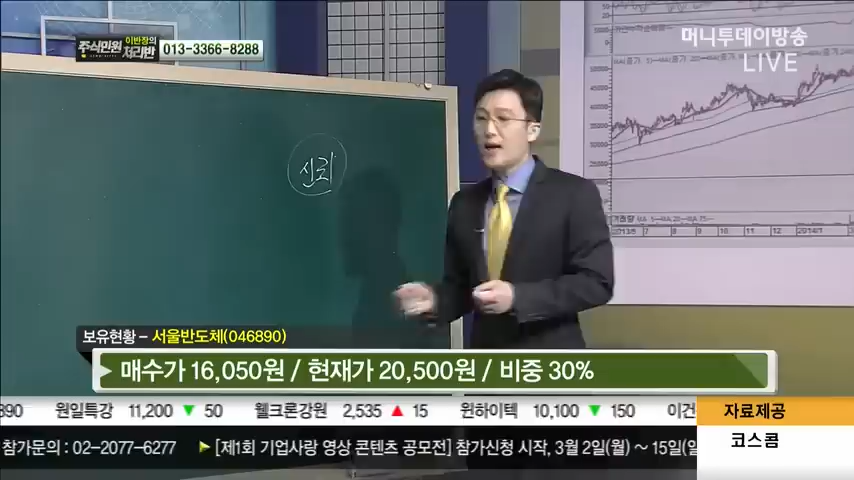 주식민원
이반장의
처리반
013-3366-8288
머니투데이방송
LIVE
신뢰
보유현황 - 서울반도체(046890)
매수가 16,050원 / 현재가 20,500원 / 비중 30%
890 원일특강 11,200 ▼ 50 웰크론강원 2,535 ▲ 15 윈하이텍 10,100 ▼ 150 이건
자료제공
참가문의 : 02-2077-6277 ▶ [제1회 기업사랑 영상 콘텐츠 공모전] 참가신청 시작, 3월 2일(월) ~ 15일(일
코스콤